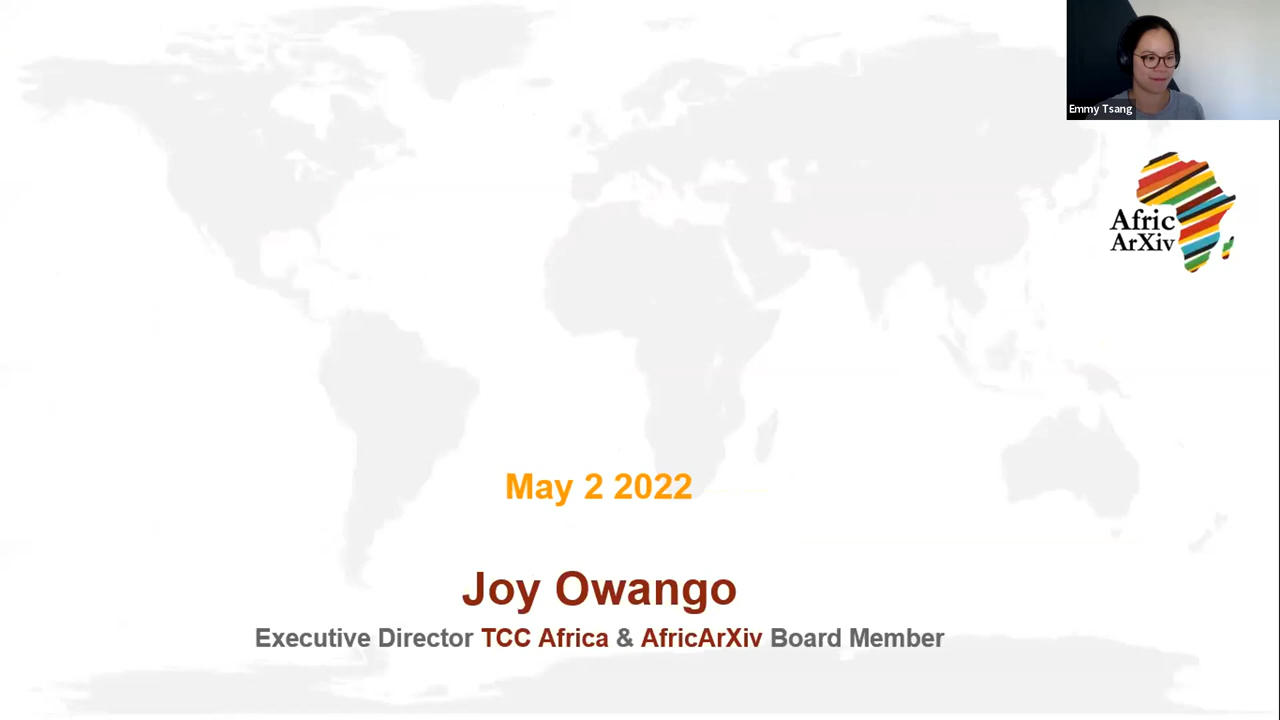 Emmy Tsang
Afric
ArXiv
May 2 2022
Joy Owango
Executive Director TCC Africa & AfricArXiv Board Member